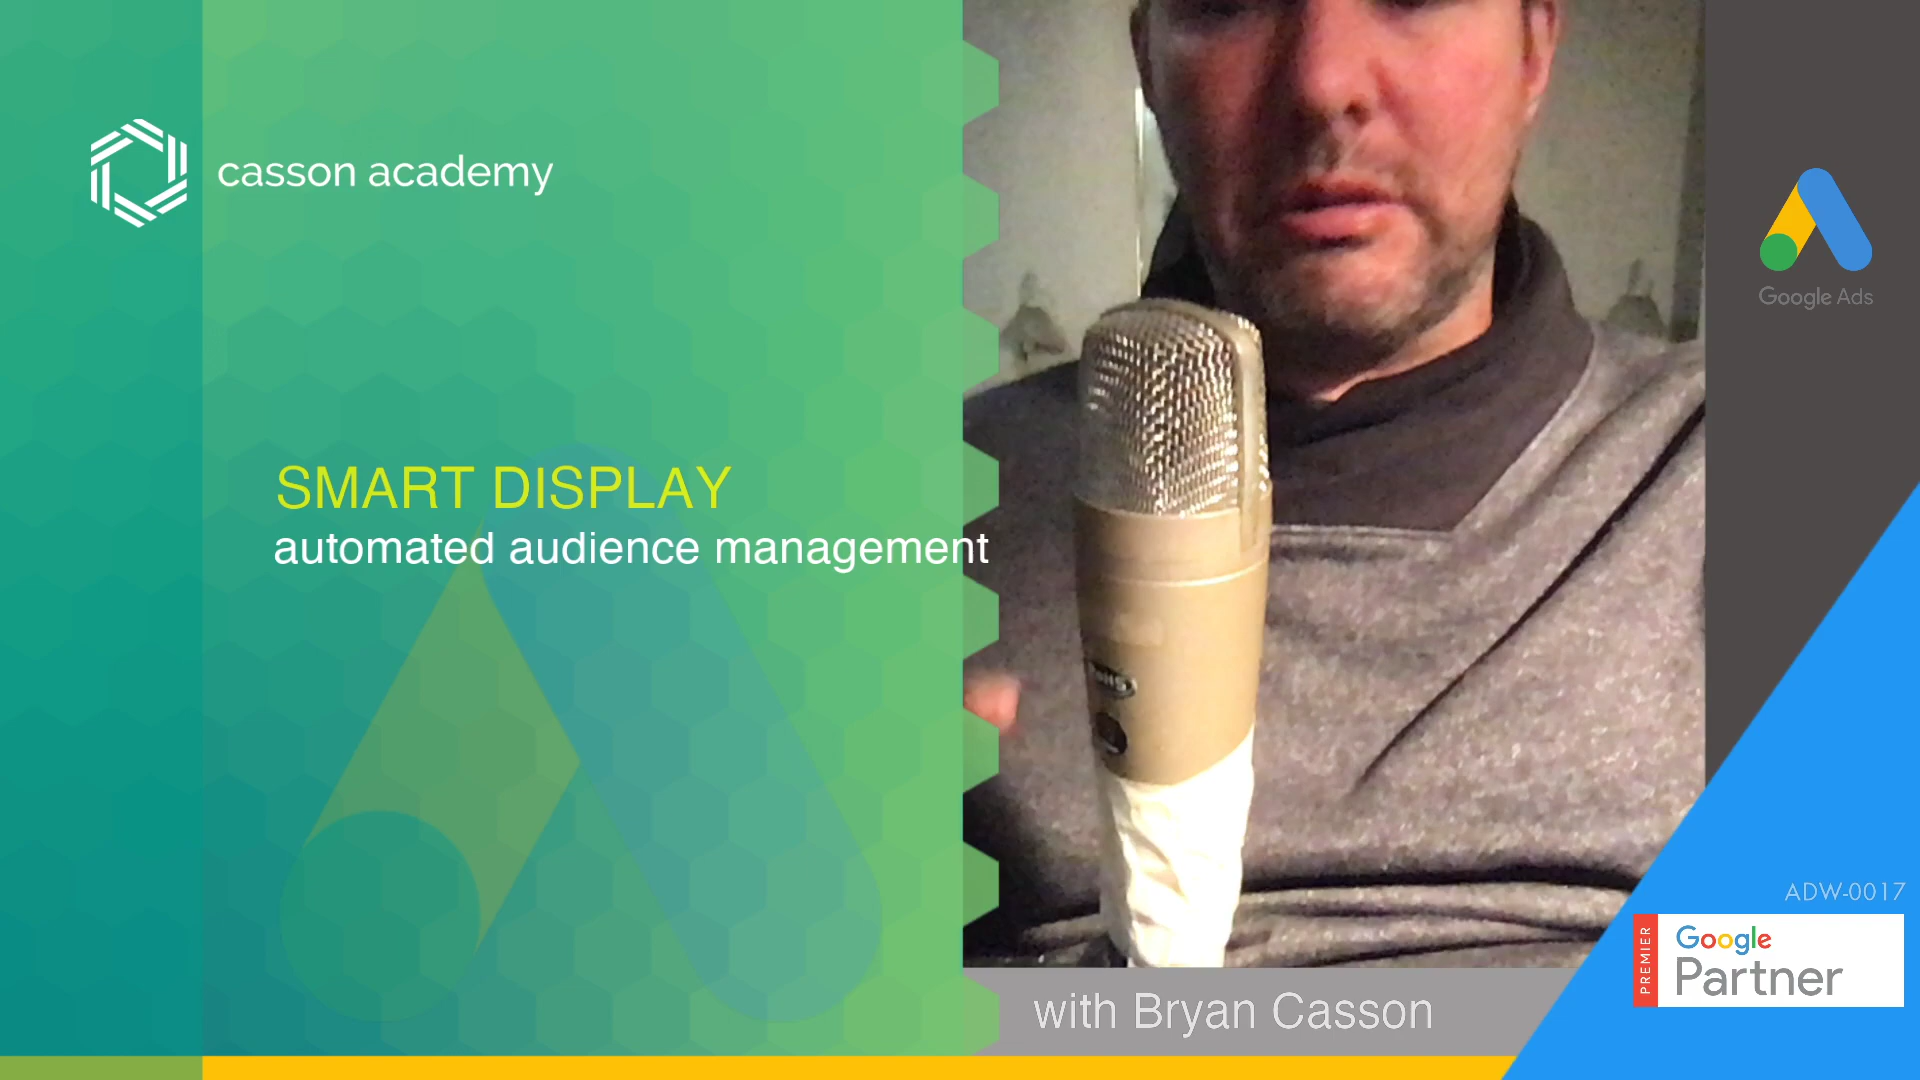 casson academy
SMART DISPLAY
automated audience management
with Bryan Casson
Google Ads
ADW-0017
PREMIER
Google
Partner